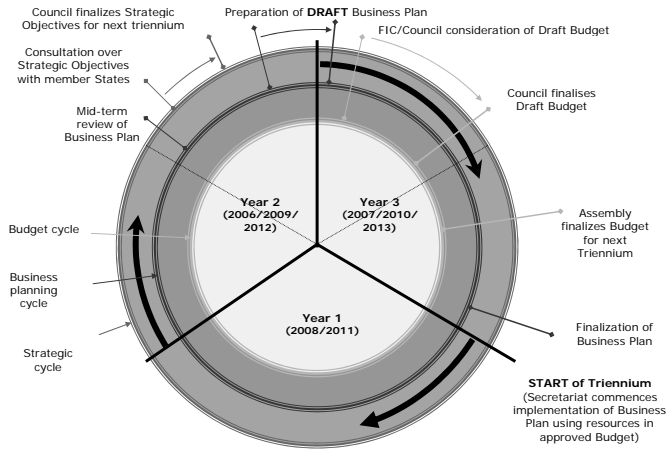 Council finalizes Strategic
Objectives for next triennium
Preparation of DRAFT Business Plan
FIC/Council consideration of Draft Budget
Consultation over
Strategic Objectives
with member States
Council finalises
Draft Budget
Mid-term
review of
Business Plan
Year 2
(2006/2009/
2012)
Year 3
(2007/2010/
2013)
Budget cycle
Assembly
finalizes Budget
for next
Triennium
Business
planning
cycle
Year 1
(2008/2011)
Finalization of
Business Plan
Strategic
cycle
START of Triennium
(Secretariat commences
implementation of Business
Plan using resources in
approved Budget)